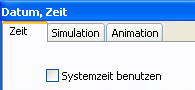 Datum, Zeit
Zeit Simulation Animation
Systemzeit benutzen